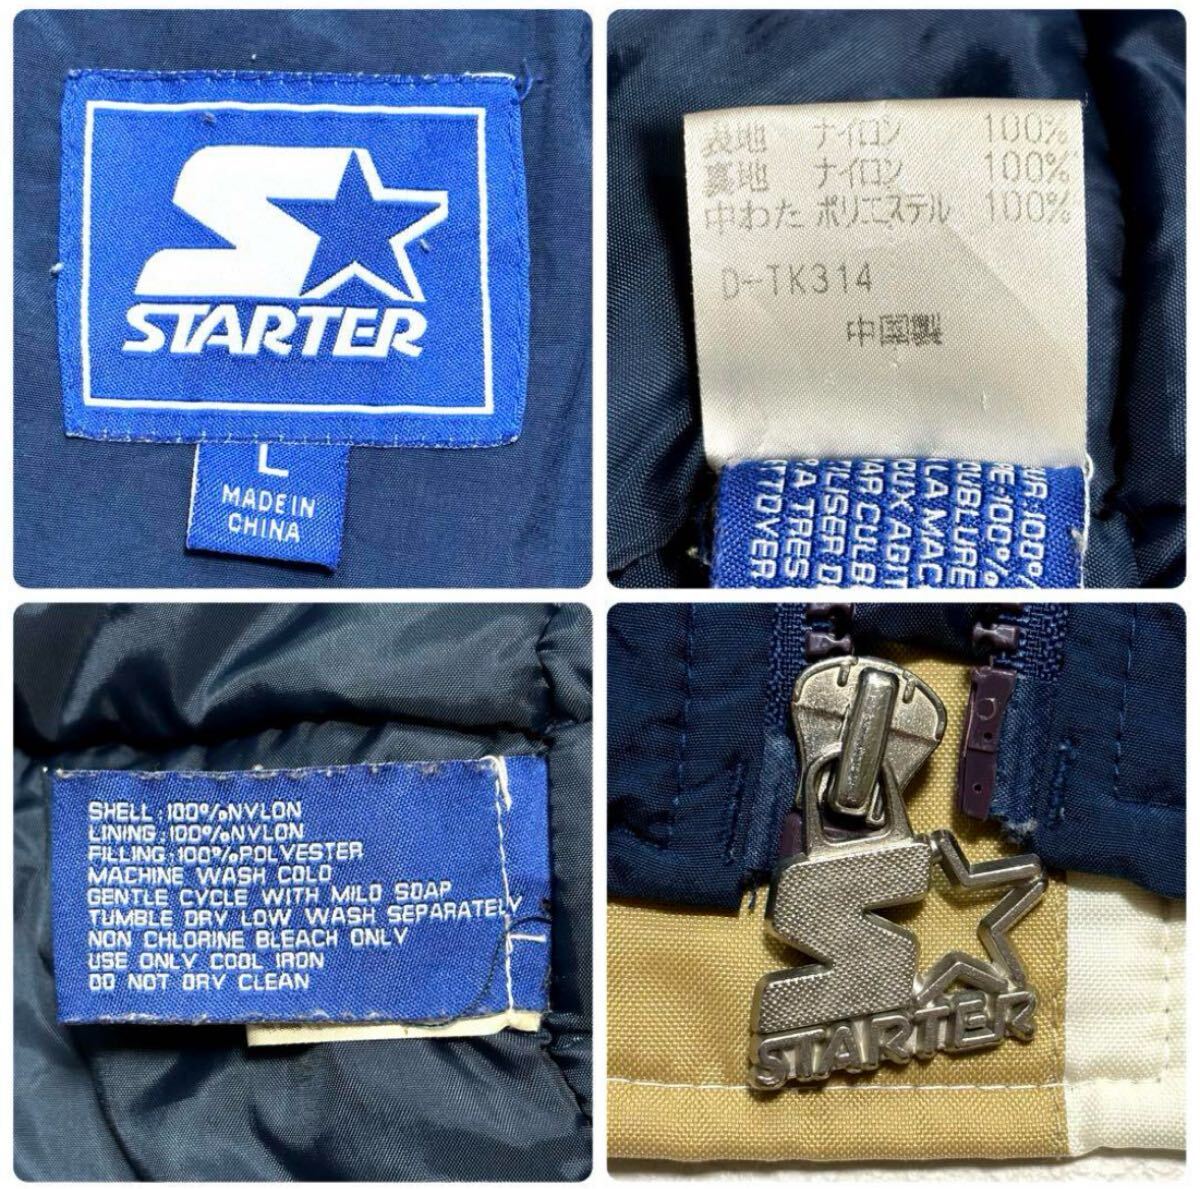 STARTER
L
MADE IN
CHINA
表地 ナイロン 100%
裏地 ナイロン 100%
中わた ポリエステル 100%
D-TK314
中国製
SHELL:100%NYLON
LINING:100%NYLON
FILLING:100%POLYESTER
MACHINE WASH COLD
GENTLE CYCLE WITH MILD SOAP
TUMBLE DRY LOW WASH SEPARATELY
NON CHLORINE BLEACH ONLY
USE ONLY COOL IRON
DO NOT DRY CLEAN
STARTER